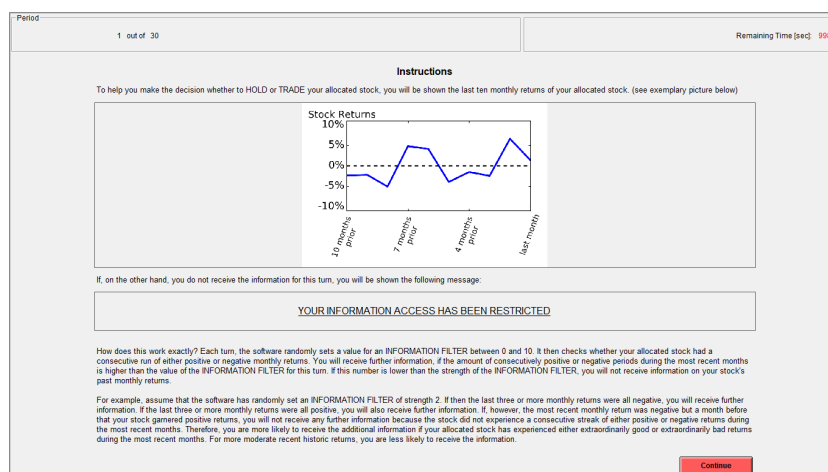 Period
1 out of 30
Remaining Time [sec]:
Instructions
To help you make the decision whether to HOLD or TRADE your allocated stock, you will be shown the last ten monthly returns of your allocated stock. (see exemplary picture below)
Stock Returns
10%
5%
0%
-5%
-10%
10 months prior
7 months prior
4 months prior
last month
If, on the other hand, you do not receive the information for this turn, you will be shown the following message:
YOUR INFORMATION ACCESS HAS BEEN RESTRICTED
How does this work exactly? Each turn, the software randomly sets a value for an INFORMATION FILTER between 0 and 10. It then checks whether your allocated stock had a
consecutive run of either positive or negative monthly returns. You will receive further information, if the amount of consecutively positive or negative periods during the most recent months
is higher than the value of the INFORMATION FILTER for this turn. If this number is lower than the strength of the INFORMATION FILTER, you will not receive information on your stock's
past monthly returns.
For example, assume that the software has randomly set an INFORMATION FILTER of strength 2. If then the last three or more monthly returns were all negative, you will receive further
information. If the last three or more monthly returns were all positive, you will also receive further information. If, however, the most recent monthly return was negative but a month before
that your stock garnered positive returns, you will not receive any further information because the stock did not experience a consecutive streak of either positive or negative returns during
the most recent months. Therefore, you are more likely to receive the additional information if your allocated stock has experienced either extraordinarily good or extraordinarily bad returns
during the most recent months. For more moderate recent historic returns, you are less likely to receive the information.
Continue